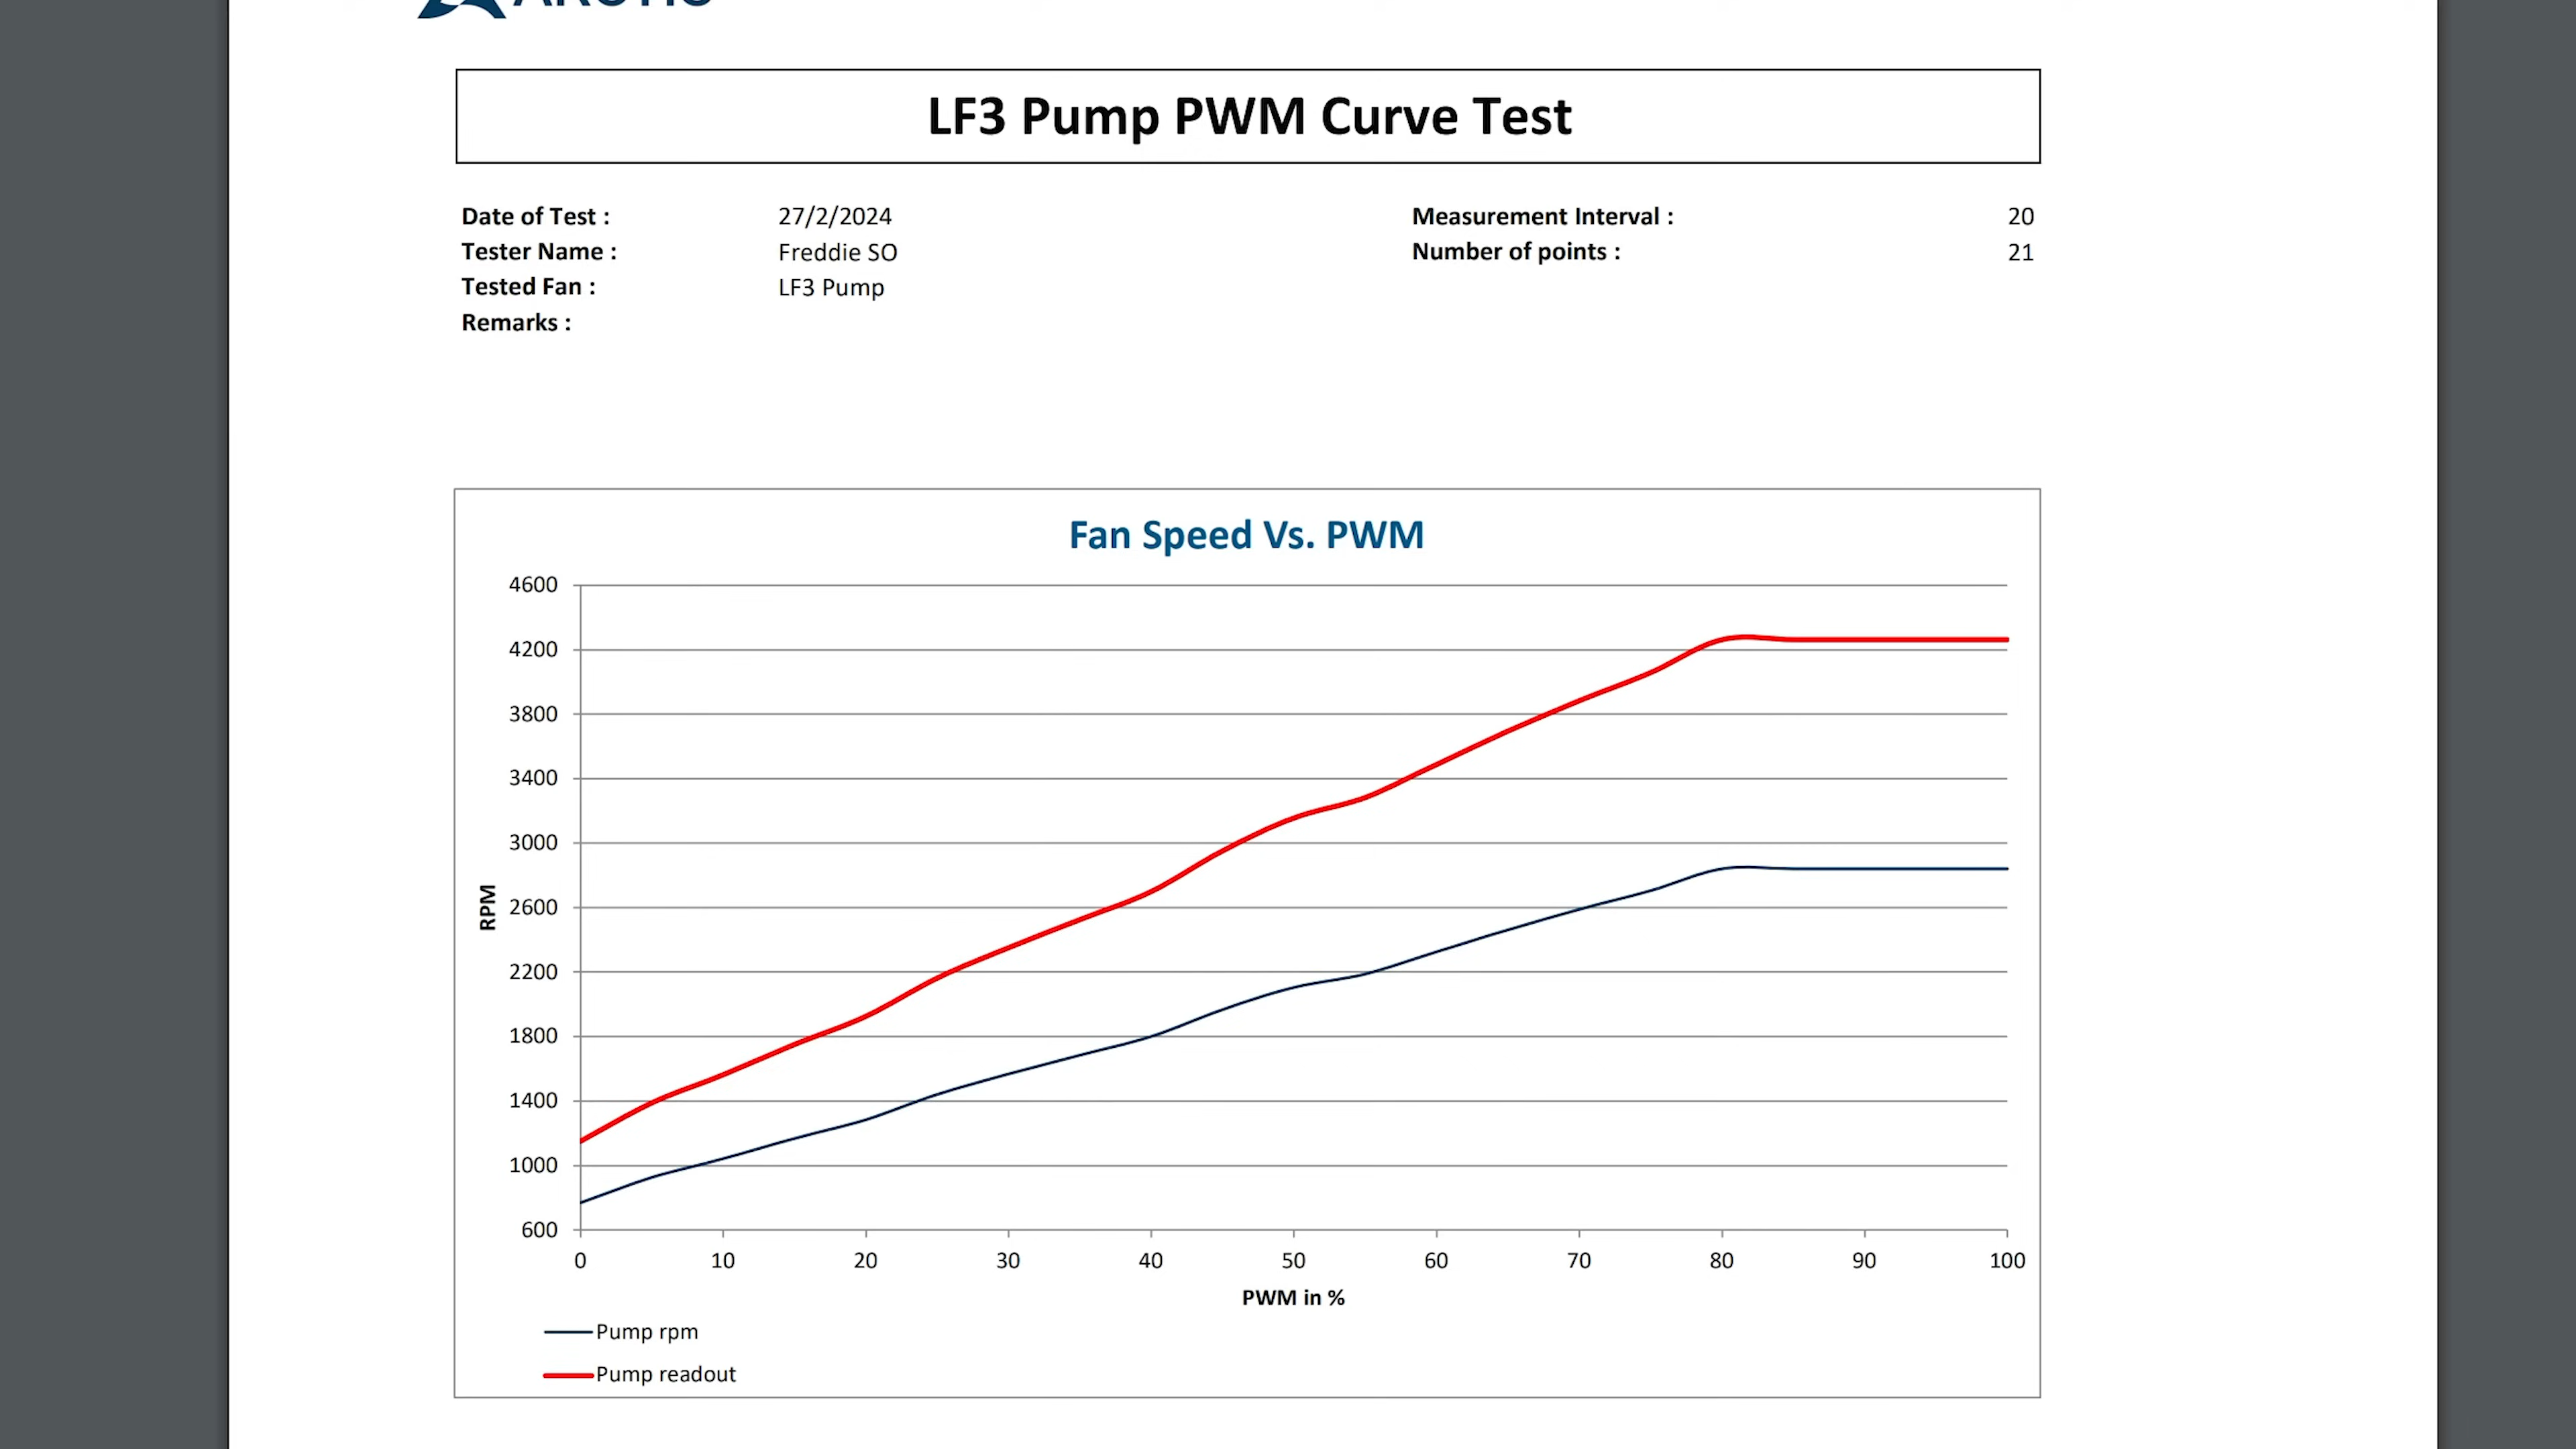 LF3 Pump PWM Curve Test
Date of Test : 27/2/2024 Measurement Interval : 20
Tester Name : Freddie SO Number of points : 21
Tested Fan : LF3 Pump
Remarks :
Fan Speed Vs. PWM
4600
4200
3800
3400
3000
2600
2200
1800
1400
1000
600
RPM
0 10 20 30 40 50 60 70 80 90 100
PWM in %
Pump rpm
Pump readout